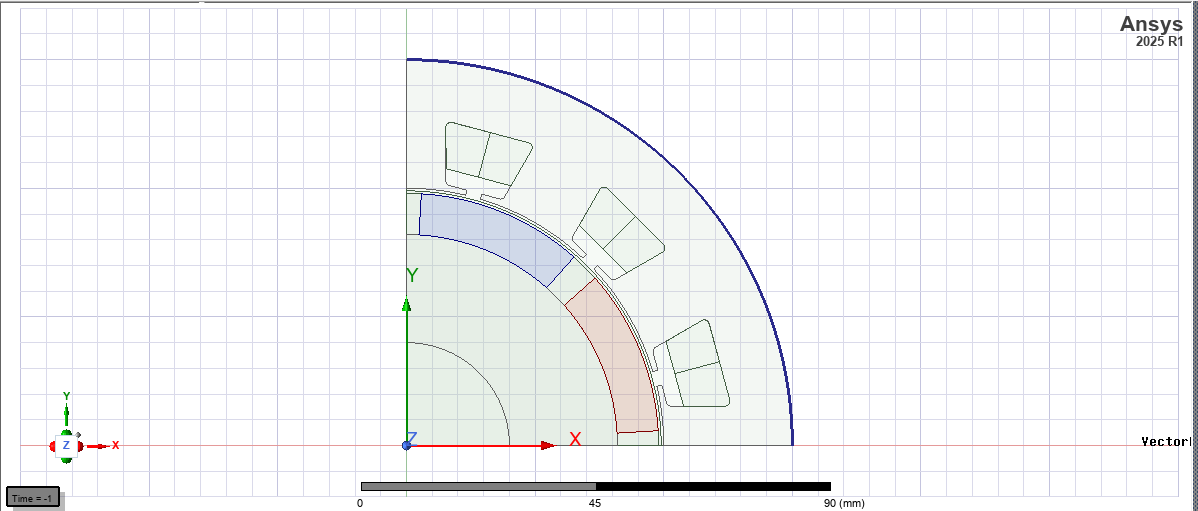 Ansys
2025 R1
Y
Z
X
Vector
Y
Z
X
Time = -1
0
45
90 (mm)